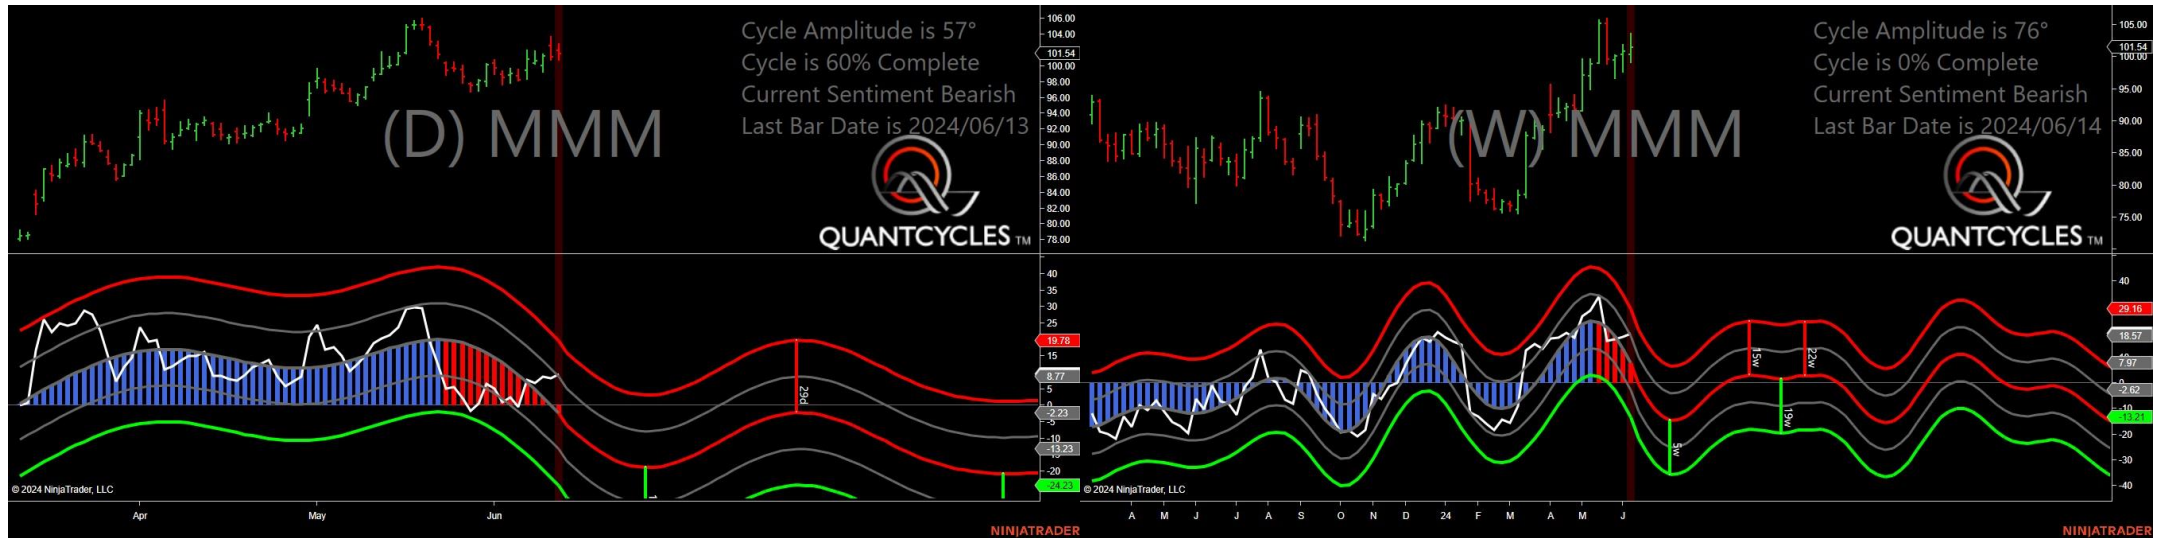 Cycle Amplitude is 57°
Cycle is 60% Complete
Current Sentiment Bearish
Last Bar Date is 2024/06/13
(D) MMM
QUANTCYCLES TM
106.00
104.00
101.54
100.00
98.00
96.00
94.00
92.00
90.00
88.00
86.00
84.00
82.00
80.00
78.00
40
35
30
25
19.78
15
8.77
5
0
-2.23
-5
-10
-13.23
-20
-24.23
29d
© 2024 NinjaTrader, LLC
Apr
May
Jun
NINJATRADER
Cycle Amplitude is 76°
Cycle is 0% Complete
Current Sentiment Bearish
Last Bar Date is 2024/06/14
(W) MMM
QUANTCYCLES TM
105.00
101.54
100.00
95.00
90.00
85.00
80.00
75.00
40
29.16
18.57
7.97
-2.62
-10
-13.21
-20
-30
-40
15w
22w
19w
5w
© 2024 NinjaTrader, LLC
A M J J A S O N D 24 F M A M J
NINJATRADER